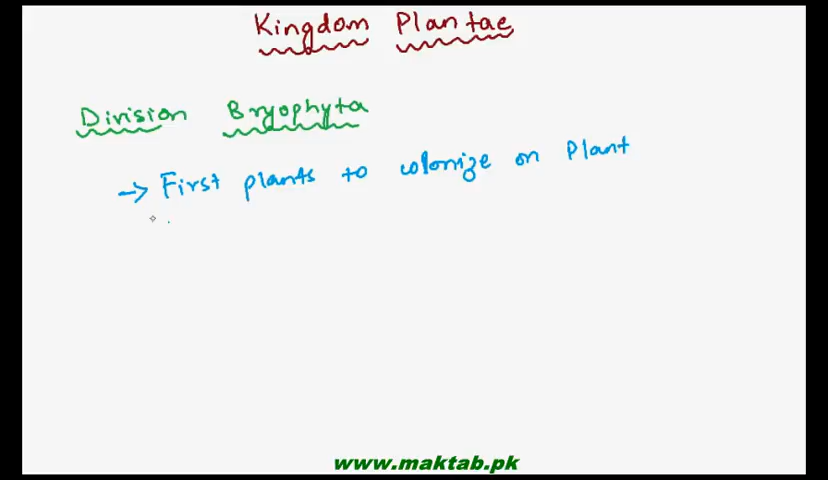 Kingdom Plantae
Division Bryophyta
→ First plants to colonize on Plant
www.maktab.pk